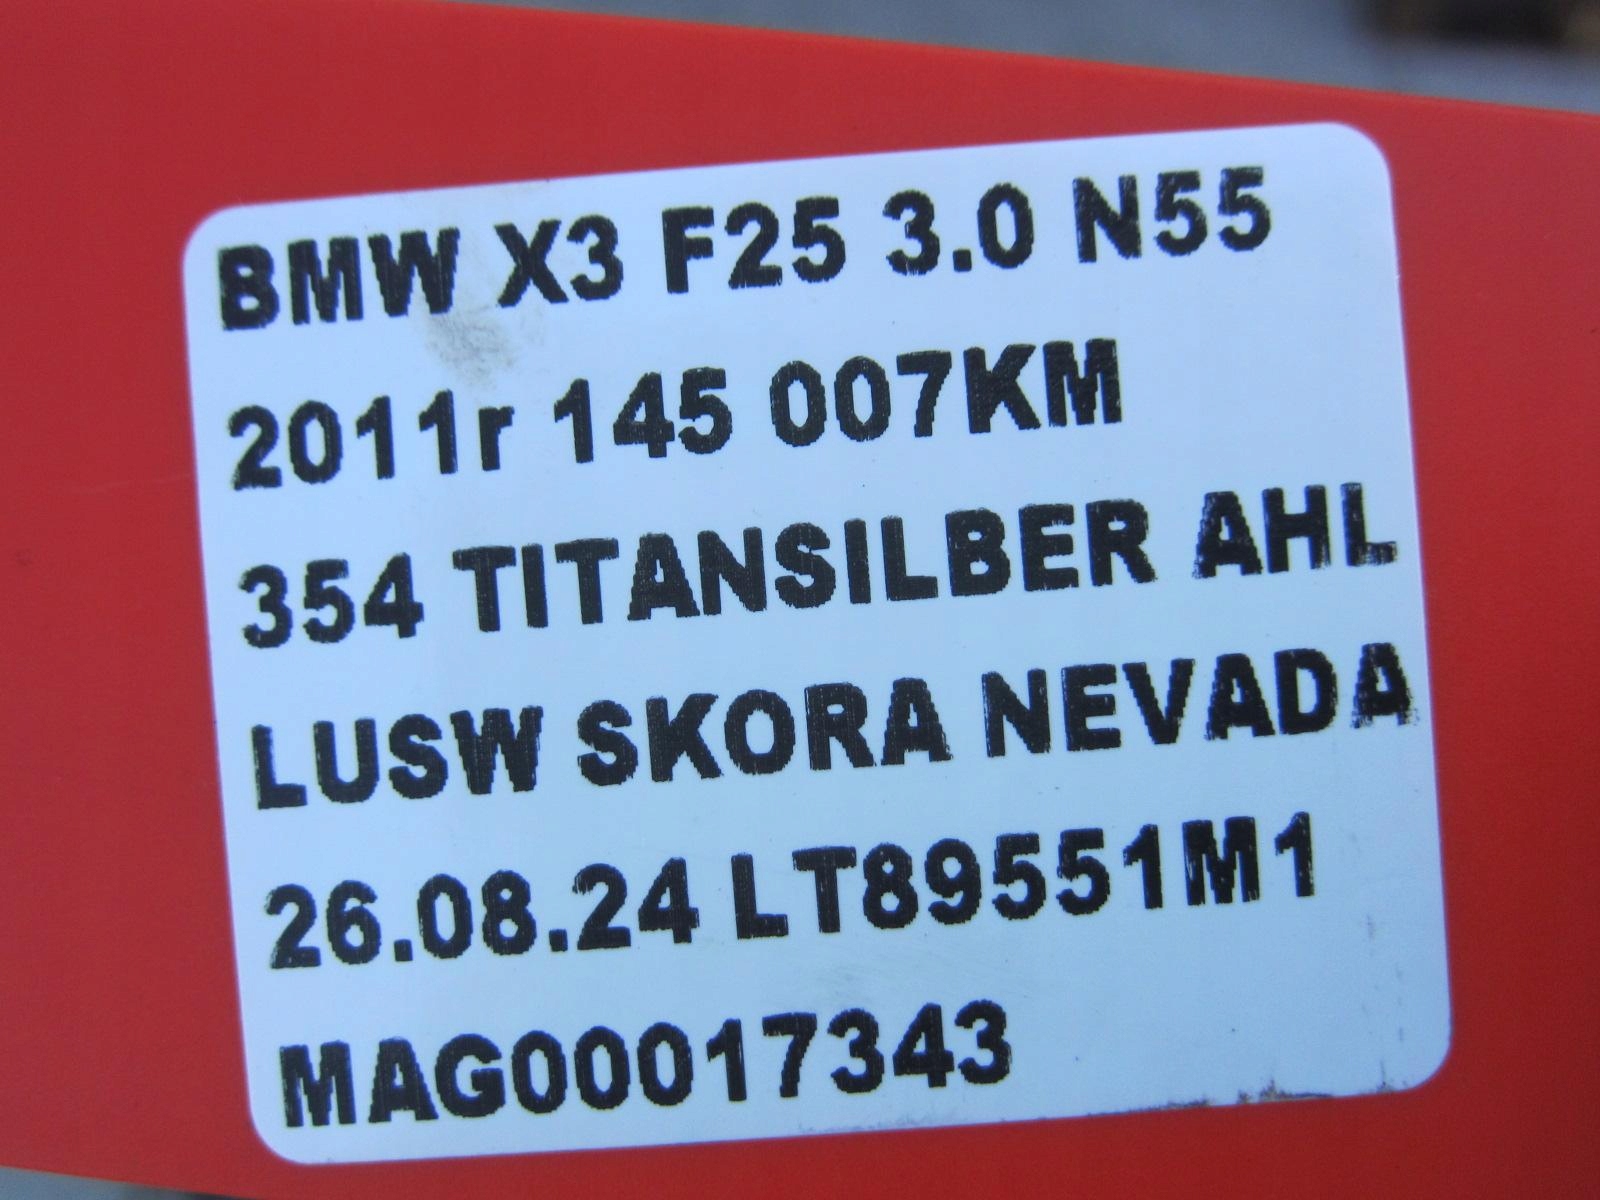 BMW X3 F25 3.0 N55
2011r 145 007KM
354 TITANSILBER AHL
LUSW SKORA NEVADA
26.08.24 LT89551M1
MAG00017343